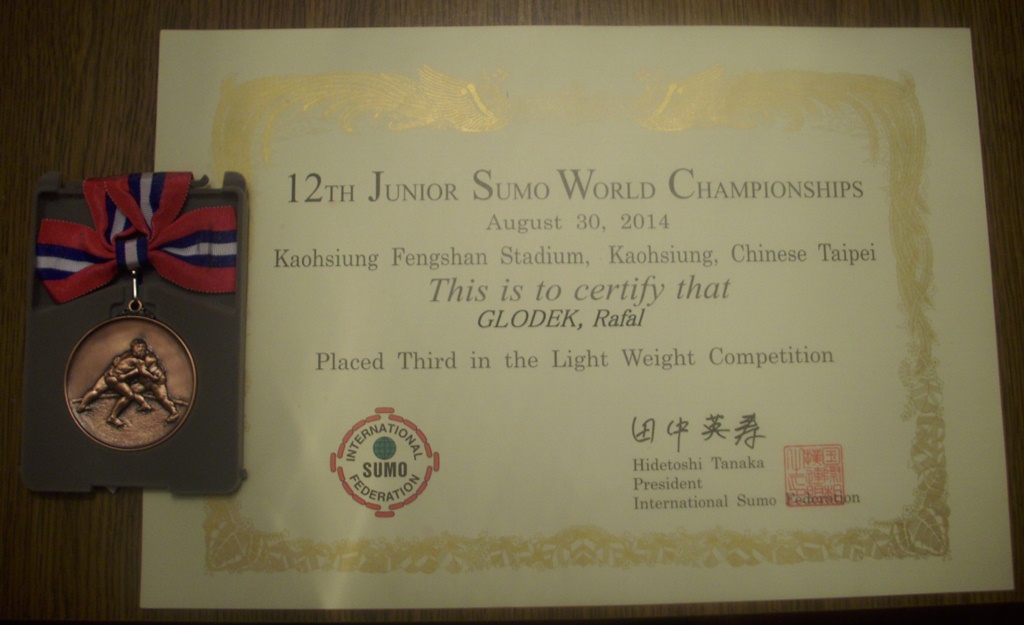 12TH JUNIOR SUMO WORLD CHAMPIONSHIPS
August 30, 2014
Kaohsiung Fengshan Stadium, Kaohsiung, Chinese Taipei
This is to certify that
GLODEK, Rafal
Placed Third in the Light Weight Competition
INTERNATIONAL
SUMO
FEDERATION
田中英寿
Hidetoshi Tanaka
President
International Sumo Federation